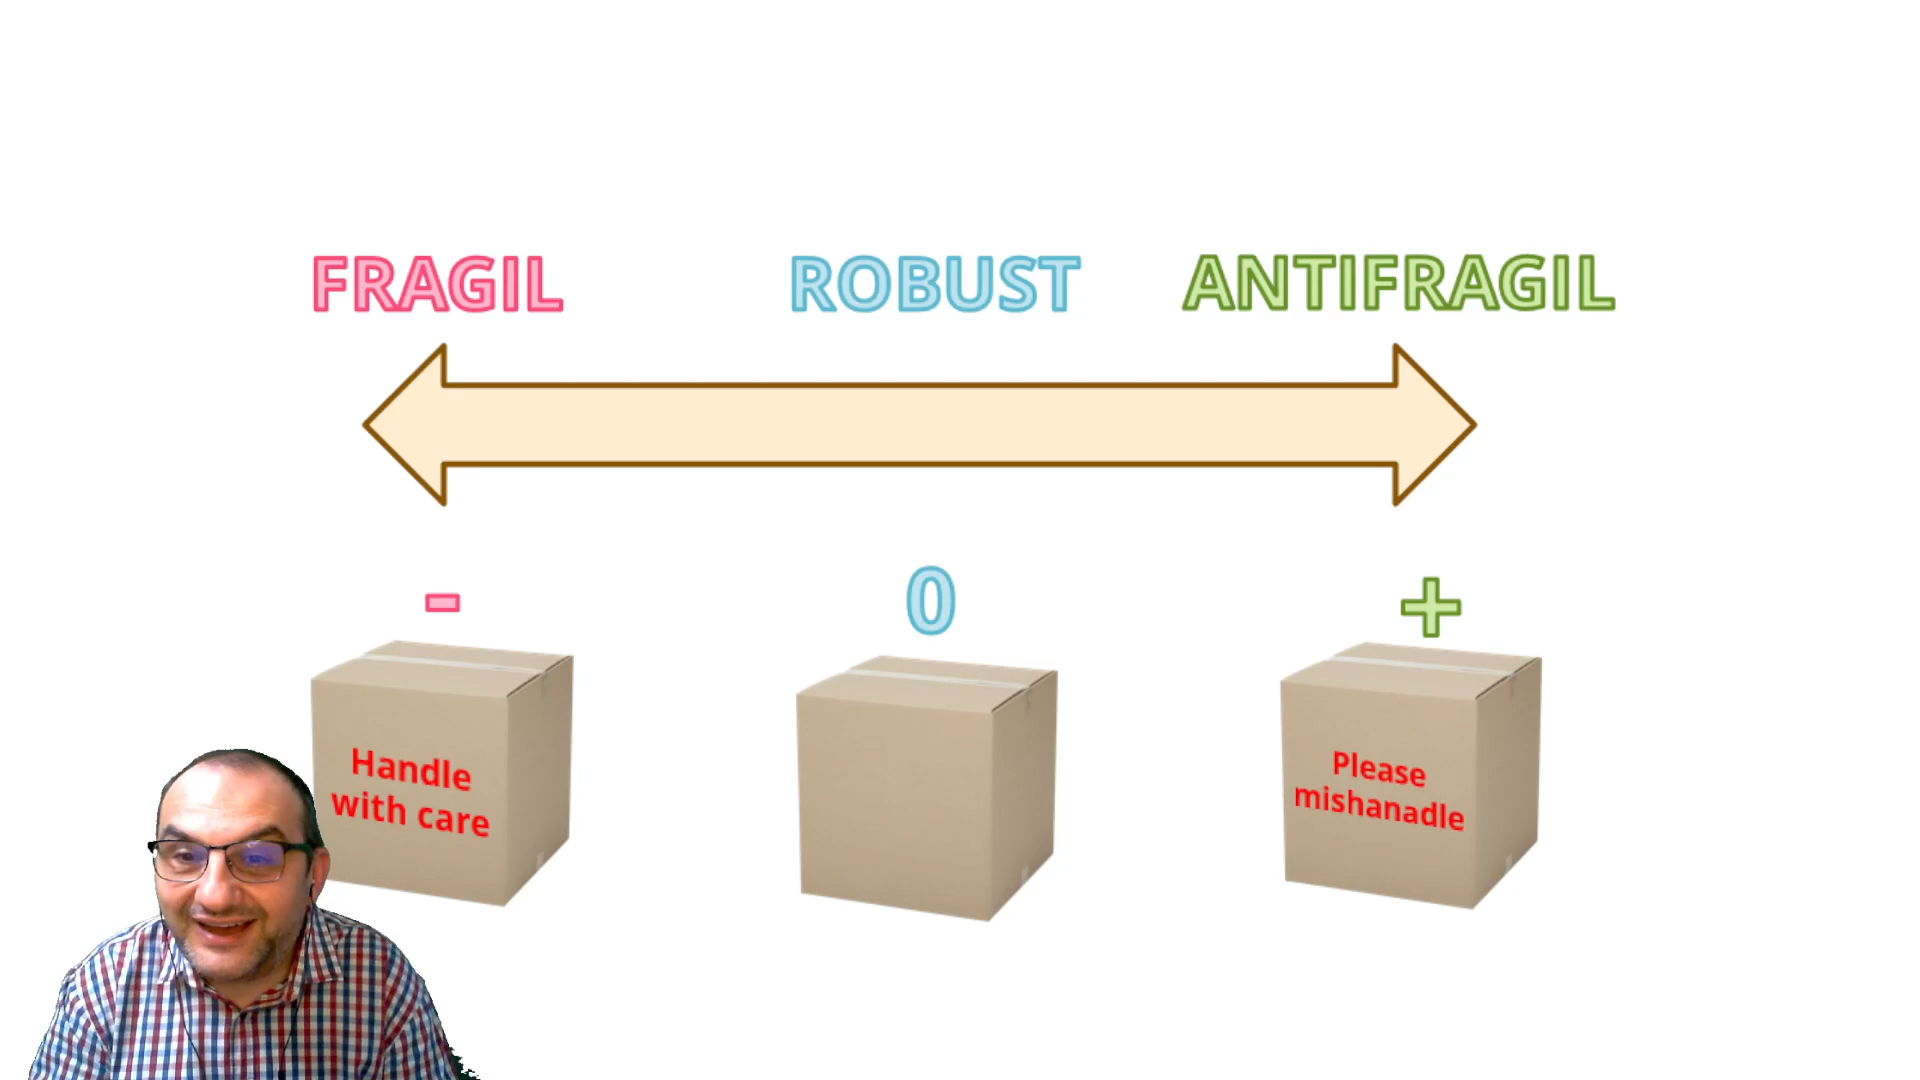 FRAGIL
ROBUST
ANTIFRAGIL
-
0
+
Handle
with care
Please
mishanadle